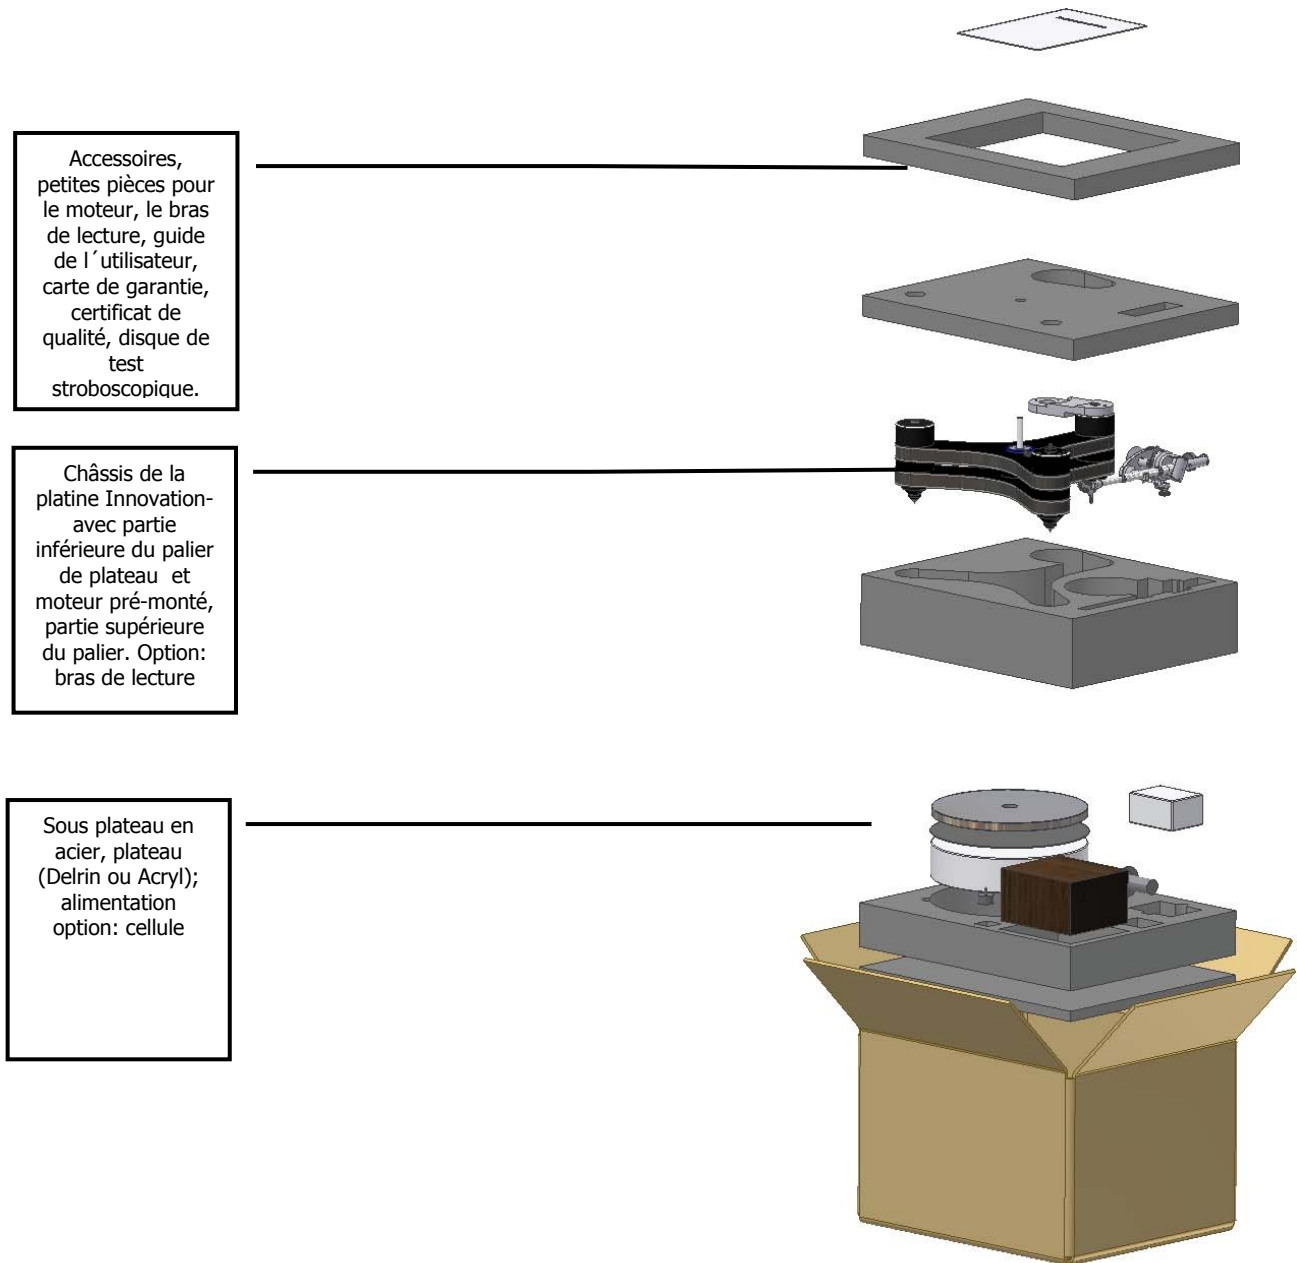 Accessoires,
petites pièces pour
le moteur, le bras
de lecture, guide
de l´utilisateur,
carte de garantie,
certificat de
qualité, disque de
test
stroboscopique.
Châssis de la
platine Innovation-
avec partie
inférieure du palier
de plateau et
moteur pré-monté,
partie supérieure
du palier. Option:
bras de lecture
Sous plateau en
acier, plateau
(Delrin ou Acryl);
alimentation
option: cellule